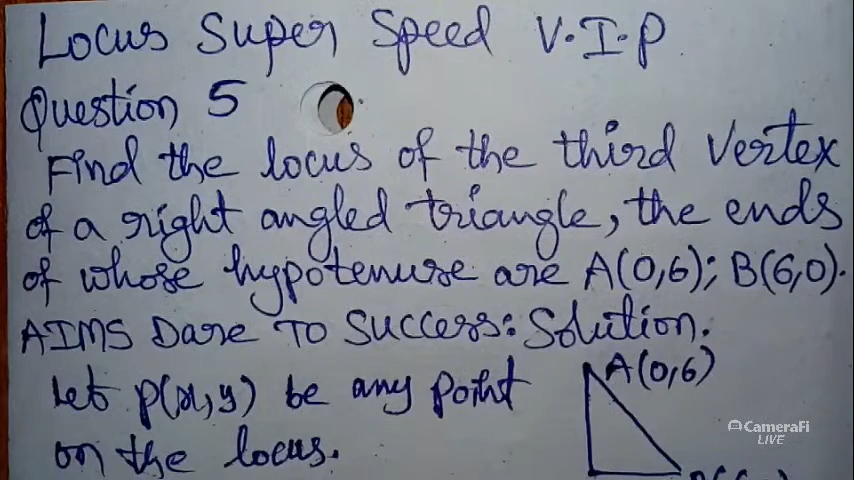 Locus Super Speed V.I.P
Question 5
Find the locus of the third vertex
of a right angled triangle, the ends
of whose hypotenuse are A(0,6); B(6,0).
AIMS Dare To Success: Solution.
Let P(x,y) be any point
on the locus.
A(0,6)
CameraFi
LIVE